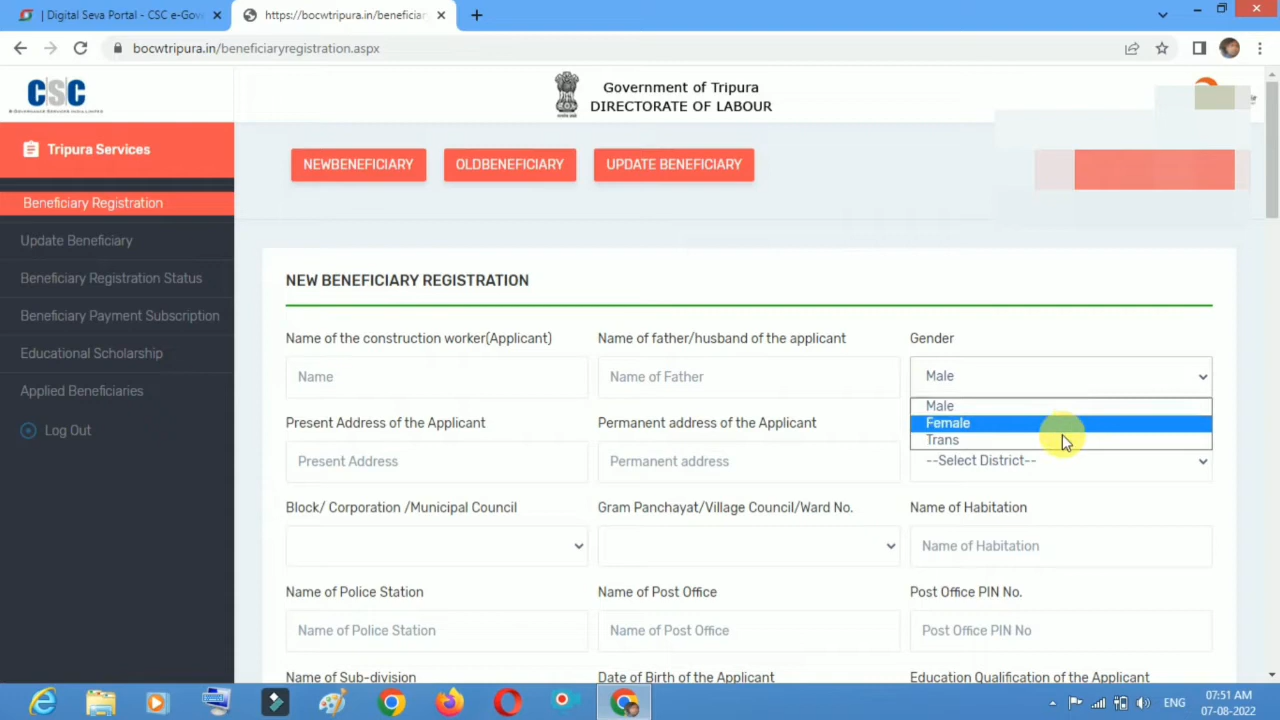 | Digital Seva Portal - CSC e-Gove
https://bocwtripura.in/beneficiar
bocwtripura.in/beneficiaryregistration.aspx
CSC
Government of Tripura
DIRECTORATE OF LABOUR
Tripura Services
NEWBENEFICIARY
OLDBENEFICIARY
UPDATE BENEFICIARY
Beneficiary Registration
Update Beneficiary
Beneficiary Registration Status
Beneficiary Payment Subscription
Educational Scholarship
Applied Beneficiaries
Log Out
NEW BENEFICIARY REGISTRATION
Name of the construction worker(Applicant)
Name of father/husband of the applicant
Gender
Name
Name of Father
Male
Male
Female
Trans
Present Address of the Applicant
Permanent address of the Applicant
Present Address
Permanent address
--Select District--
Block/ Corporation /Municipal Council
Gram Panchayat/Village Council/Ward No.
Name of Habitation
Name of Habitation
Name of Police Station
Name of Post Office
Post Office PIN No.
Name of Police Station
Name of Post Office
Post Office PIN No
Name of Sub-division
Date of Birth of the Applicant
Education Qualification of the Applicant
ENG
07:51 AM
07-08-2022